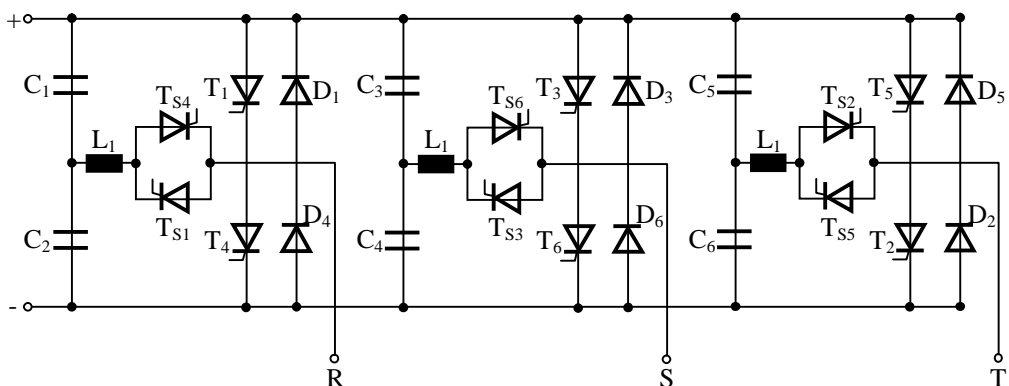 +
C1 TS4 T1 D1 C3 TS6 T3 D3 C5 TS2 T5 D5
L1 L1 L1
C2 TS1 T4 D4 C4 TS3 T6 D6 C6 TS5 T2 D2
-
R S T